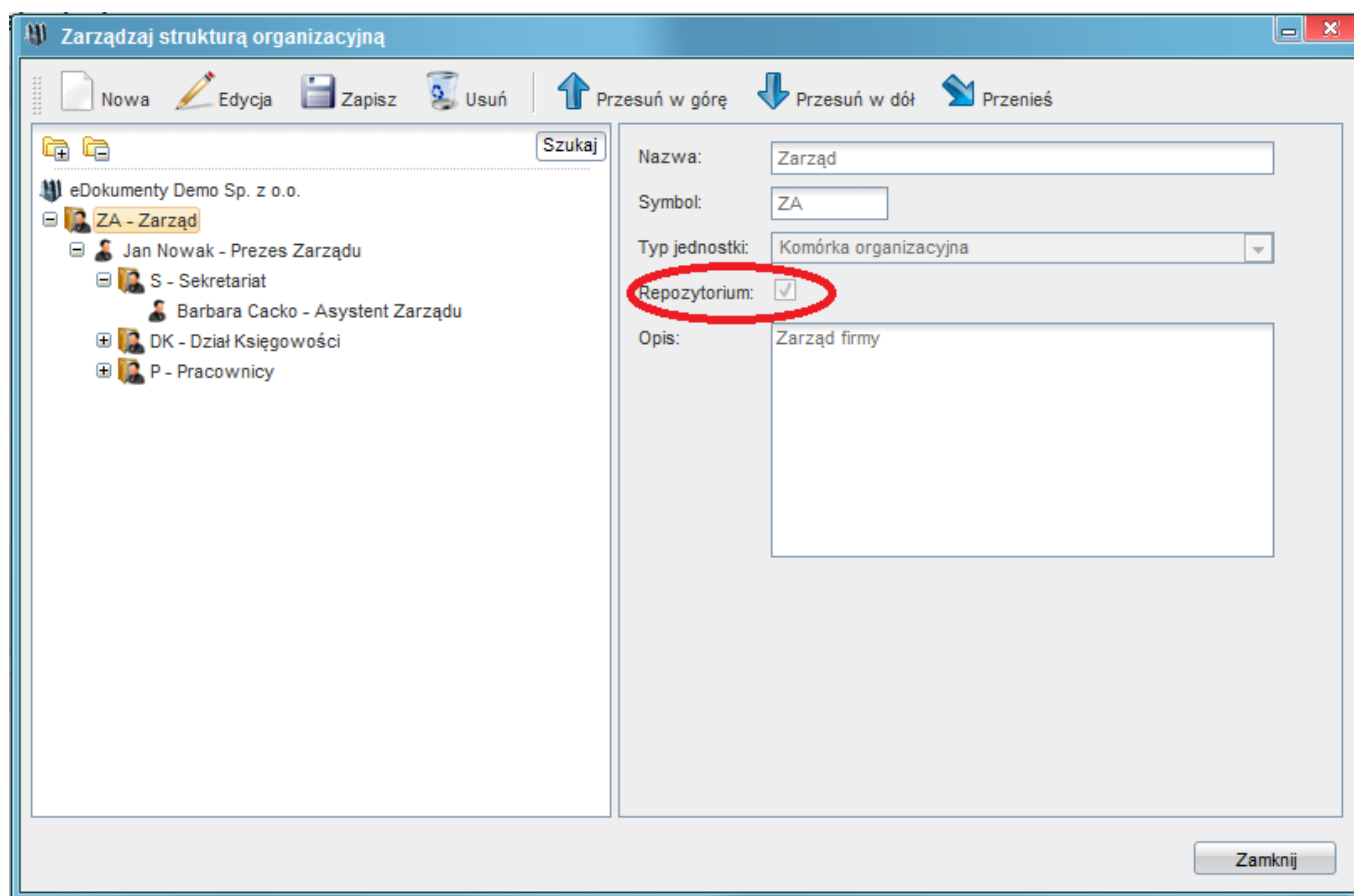 Zarządzaj strukturą organizacyjną
Nowa Edycja Zapisz Usuń Przesuń w górę Przesuń w dół Przenieś
Szukaj
eDokumenty Demo Sp. z o.o.
ZA - Zarząd
Jan Nowak - Prezes Zarządu
S - Sekretariat
Barbara Cacko - Asystent Zarządu
DK - Dział Księgowości
P - Pracownicy
Nazwa: Zarząd
Symbol: ZA
Typ jednostki: Komórka organizacyjna
Repozytorium:
Opis: Zarząd firmy
Zamknij